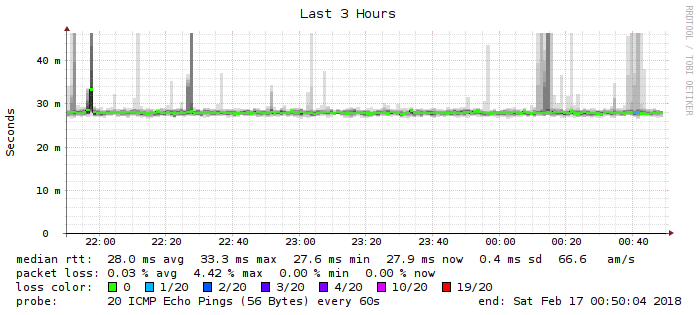 Last 3 Hours
RRDTOOL / TOBI OETIKER
Seconds
40 m
30 m
20 m
10 m
0
22:00 22:20 22:40 23:00 23:20 23:40 00:00 00:20 00:40
median rtt: 28.0 ms avg 33.3 ms max 27.6 ms min 27.9 ms now 0.4 ms sd 66.6 am/s
packet loss: 0.03 % avg 4.42 % max 0.00 % min 0.00 % now
loss color: 0 1/20 2/20 3/20 4/20 10/20 19/20
probe: 20 ICMP Echo Pings (56 Bytes) every 60s end: Sat Feb 17 00:50:04 2018